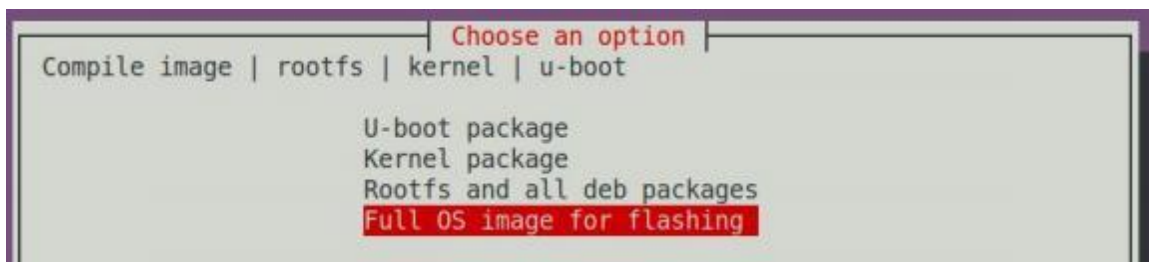 Choose an option
Compile image | rootfs | kernel | u-boot
U-boot package
Kernel package
Rootfs and all deb packages
Full OS image for flashing